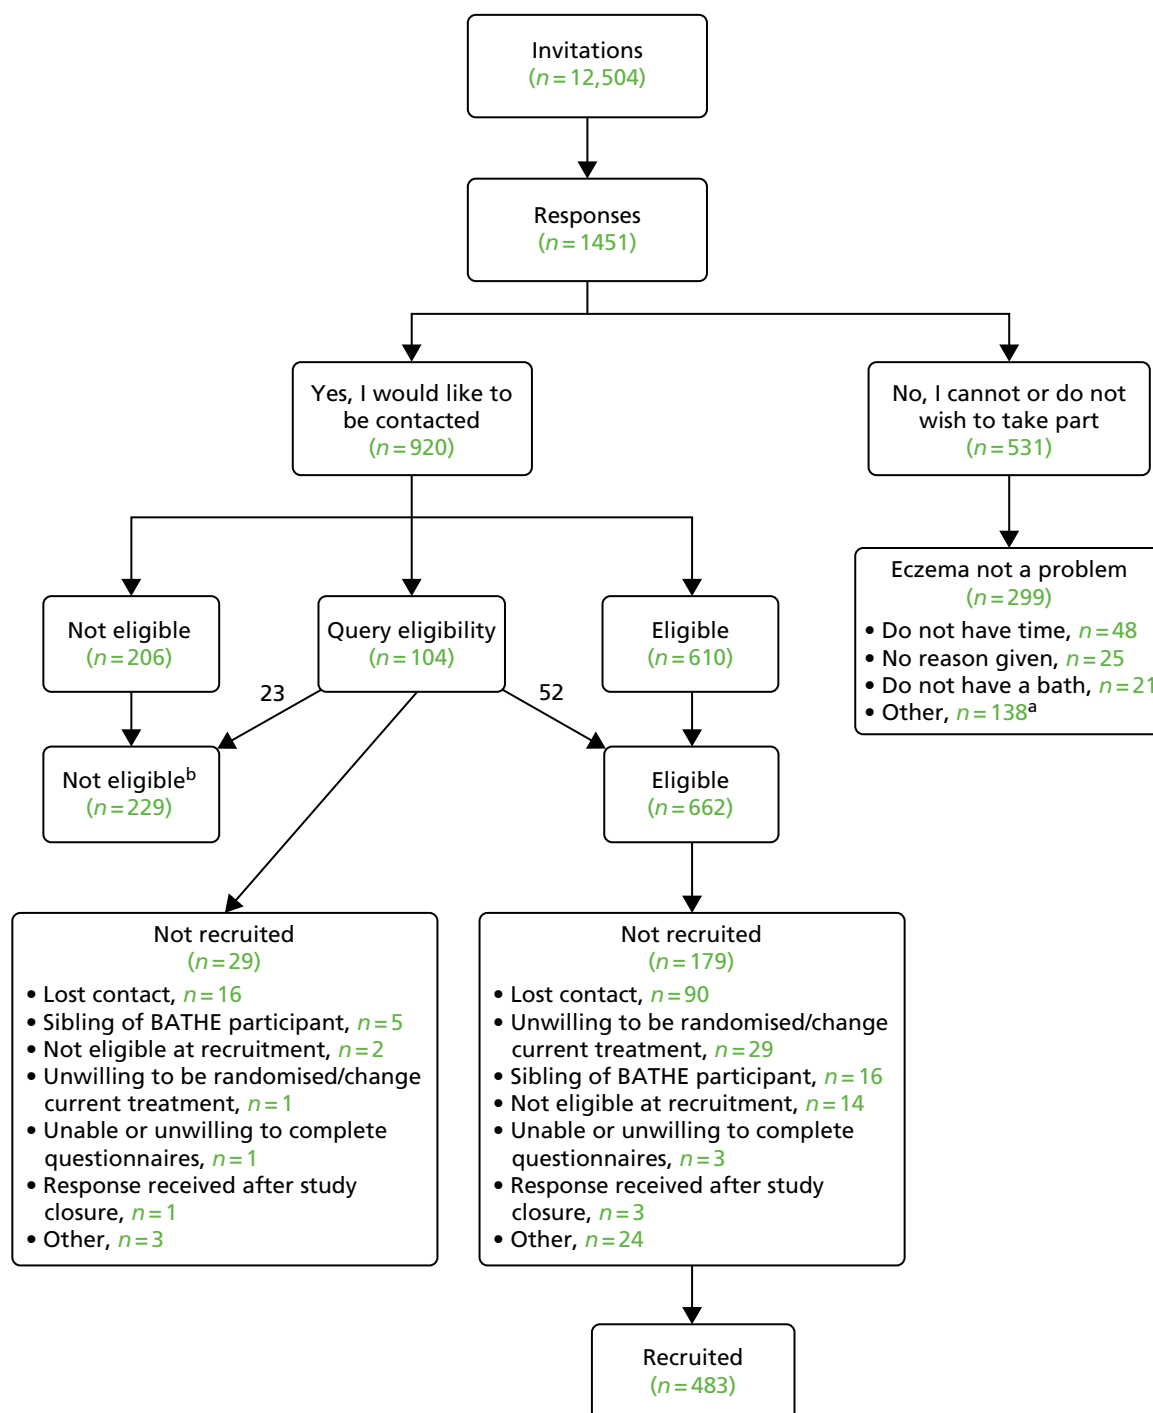 Invitations
(n = 12,504)
Responses
(n = 1451)
Yes, I would like to
be contacted
(n = 920)
No, I cannot or do not
wish to take part
(n = 531)
Eczema not a problem
(n = 299)
• Do not have time, n = 48
• No reason given, n = 25
• Do not have a bath, n = 21
• Other, n = 138a
Not eligible
(n = 206)
Query eligibility
(n = 104)
Eligible
(n = 610)
23
52
Not eligibleb
(n = 229)
Eligible
(n = 662)
Not recruited
(n = 29)
• Lost contact, n = 16
• Sibling of BATHE participant, n = 5
• Not eligible at recruitment, n = 2
• Unwilling to be randomised/change
current treatment, n = 1
• Unable or unwilling to complete
questionnaires, n = 1
• Response received after study
closure, n = 1
• Other, n = 3
Not recruited
(n = 179)
• Lost contact, n = 90
• Unwilling to be randomised/change
current treatment, n = 29
• Sibling of BATHE participant, n = 16
• Not eligible at recruitment, n = 14
• Unable or unwilling to complete
questionnaires, n = 3
• Response received after study
closure, n = 3
• Other, n = 24
Recruited
(n = 483)